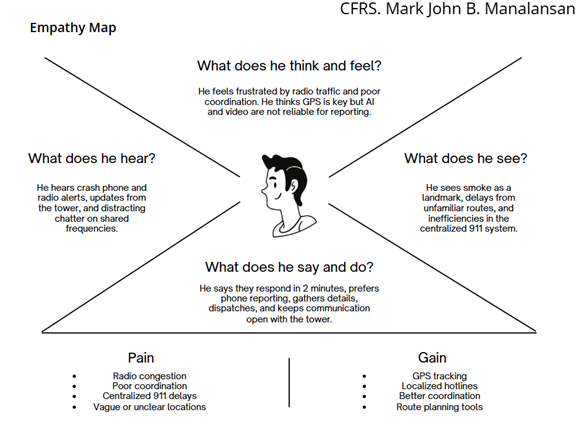 CFRS. Mark John B. Manalansan
Empathy Map
What does he think and feel?
He feels frustrated by radio traffic and poor
coordination. He thinks GPS is key but AI
and video are not reliable for reporting.
What does he hear?
He hears crash phone and
radio alerts, updates from
the tower, and distracting
chatter on shared
frequencies.
What does he see?
He sees smoke as a
landmark, delays from
unfamiliar routes, and
inefficiencies in the
centralized 911 system.
What does he say and do?
He says they respond in 2 minutes, prefers
phone reporting, gathers details,
dispatches, and keeps communication
open with the tower.
Pain
• Radio congestion
• Poor coordination
• Centralized 911 delays
• Vague or unclear locations
Gain
• GPS tracking
• Localized hotlines
• Better coordination
• Route planning tools